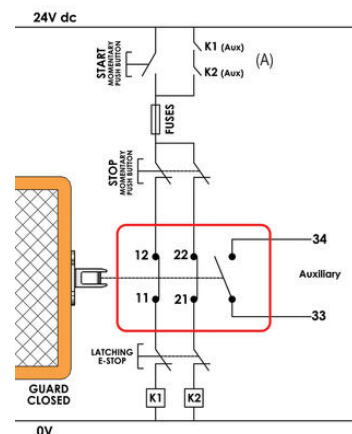 24V dc
START
MOMENTARY
PUSH BUTTON
K1 (Aux)
K2 (Aux)
(A)
FUSES
STOP
MOMENTARY
PUSH BUTTON
12
22
34
Auxiliary
11
21
33
LATCHING
E-STOP
GUARD
CLOSED
K1
K2
0V